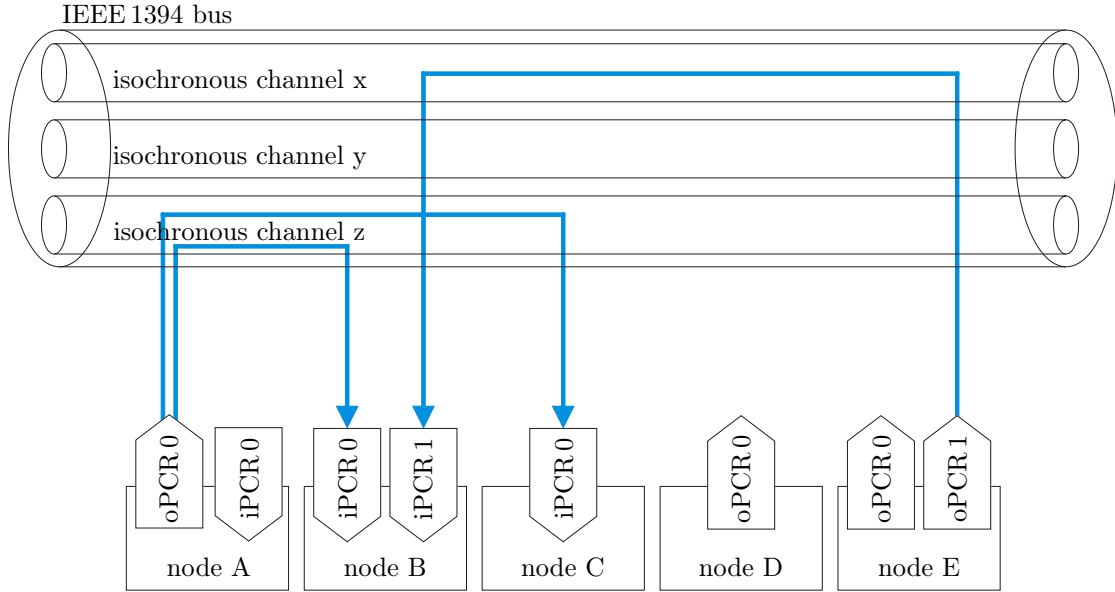 IEEE 1394 bus
isochronous channel x
isochronous channel y
isochronous channel z
oPCR 0
iPCR 0
iPCR 0
iPCR 1
iPCR 0
oPCR 0
oPCR 0
oPCR 1
node A
node B
node C
node D
node E